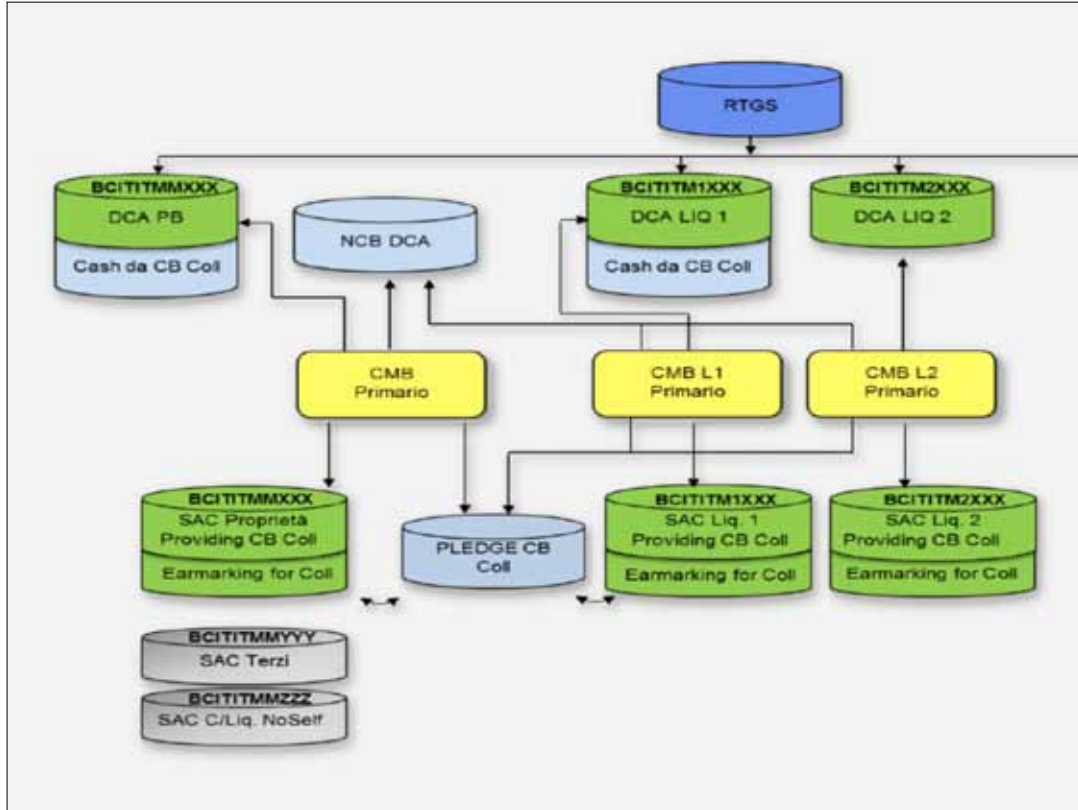 RTGS
BCITITMMXXX
DCA PB
Cash da CB Coll
NCB DCA
BCITITM1XXX
DCA LIQ 1
Cash da CB Coll
BCITITM2XXX
DCA LIQ 2
CMB
Primario
CMB L1
Primario
CMB L2
Primario
BCITITMMXXX
SAC Proprietà
Providing CB Coll
Earmarking for Coll
PLEDGE CB
Coll
BCITITM1XXX
SAC Liq. 1
Providing CB Coll
Earmarking for Coll
BCITITM2XXX
SAC Liq. 2
Providing CB Coll
Earmarking for Coll
BCITITMMYYY
SAC Terzi
BCITITMMZZZ
SAC C/Liq. NoSelf